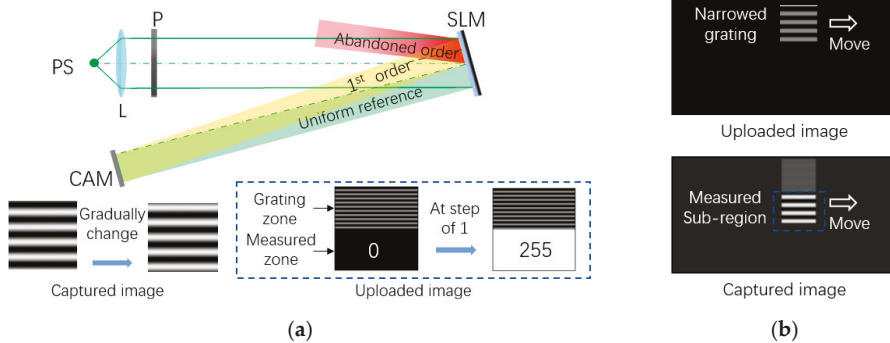 PS
L
P
SLM
Abandoned order
1st order
Uniform reference
CAM
Gradually
change
Captured image
Grating
zone
Measured
zone
0
At step
of 1
255
Uploaded image
(a)
Narrowed
grating
Move
Uploaded image
Measured
Sub-region
Move
Captured image
(b)